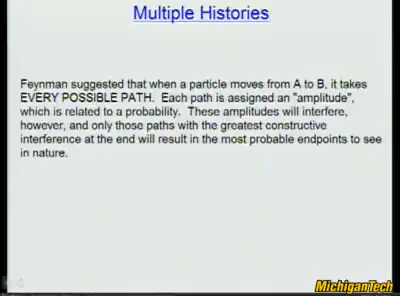 Multiple Histories
Feynman suggested that when a particle moves from A to B, it takes
EVERY POSSIBLE PATH. Each path is assigned an "amplitude",
which is related to a probability. These amplitudes will interfere,
however, and only those paths with the greatest constructive
interference at the end will result in the most probable endpoints to see
in nature.
MichiganTech